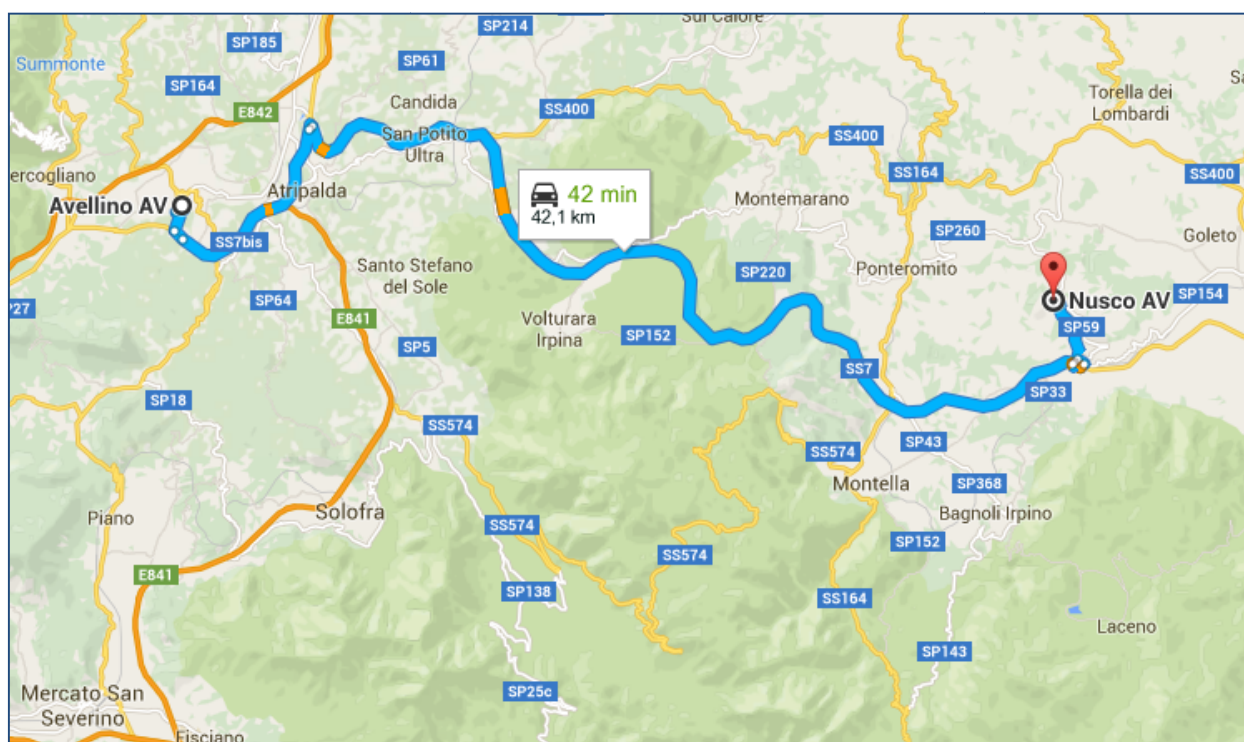 Sul Calore
SP214
SP185
Summonte
SP61
SP164
Torella dei
Lombardi
Candida
E842
SS400
San Potito
Ultra
SS400
SS164
SS400
ercogliano
Atripalda
42 min
42,1 km
Montemarano
Avellino AV
SP260
Goleto
SS7bis
Santo Stefano
del Sole
SP220
Ponteromito
SP64
Nusco AV
SP154
P27
E841
Volturara
Irpina
SP59
SP152
SP5
SS7
SP33
SP18
SS574
SP43
SS574
Montella
SP368
Solofra
Bagnoli Irpino
Piano
SS574
SP152
SS574
E841
SP138
SS164
Laceno
SP143
Mercato San
Severino
SP25c
Fisciano